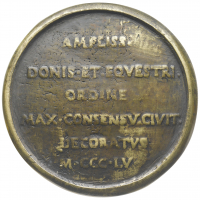 AMPLISS·
DONIS·ET·EQVESTRI·
ORDINE
MAX·CONSENSV·CIVIT·
DECORATVS
M·CCC·LV·